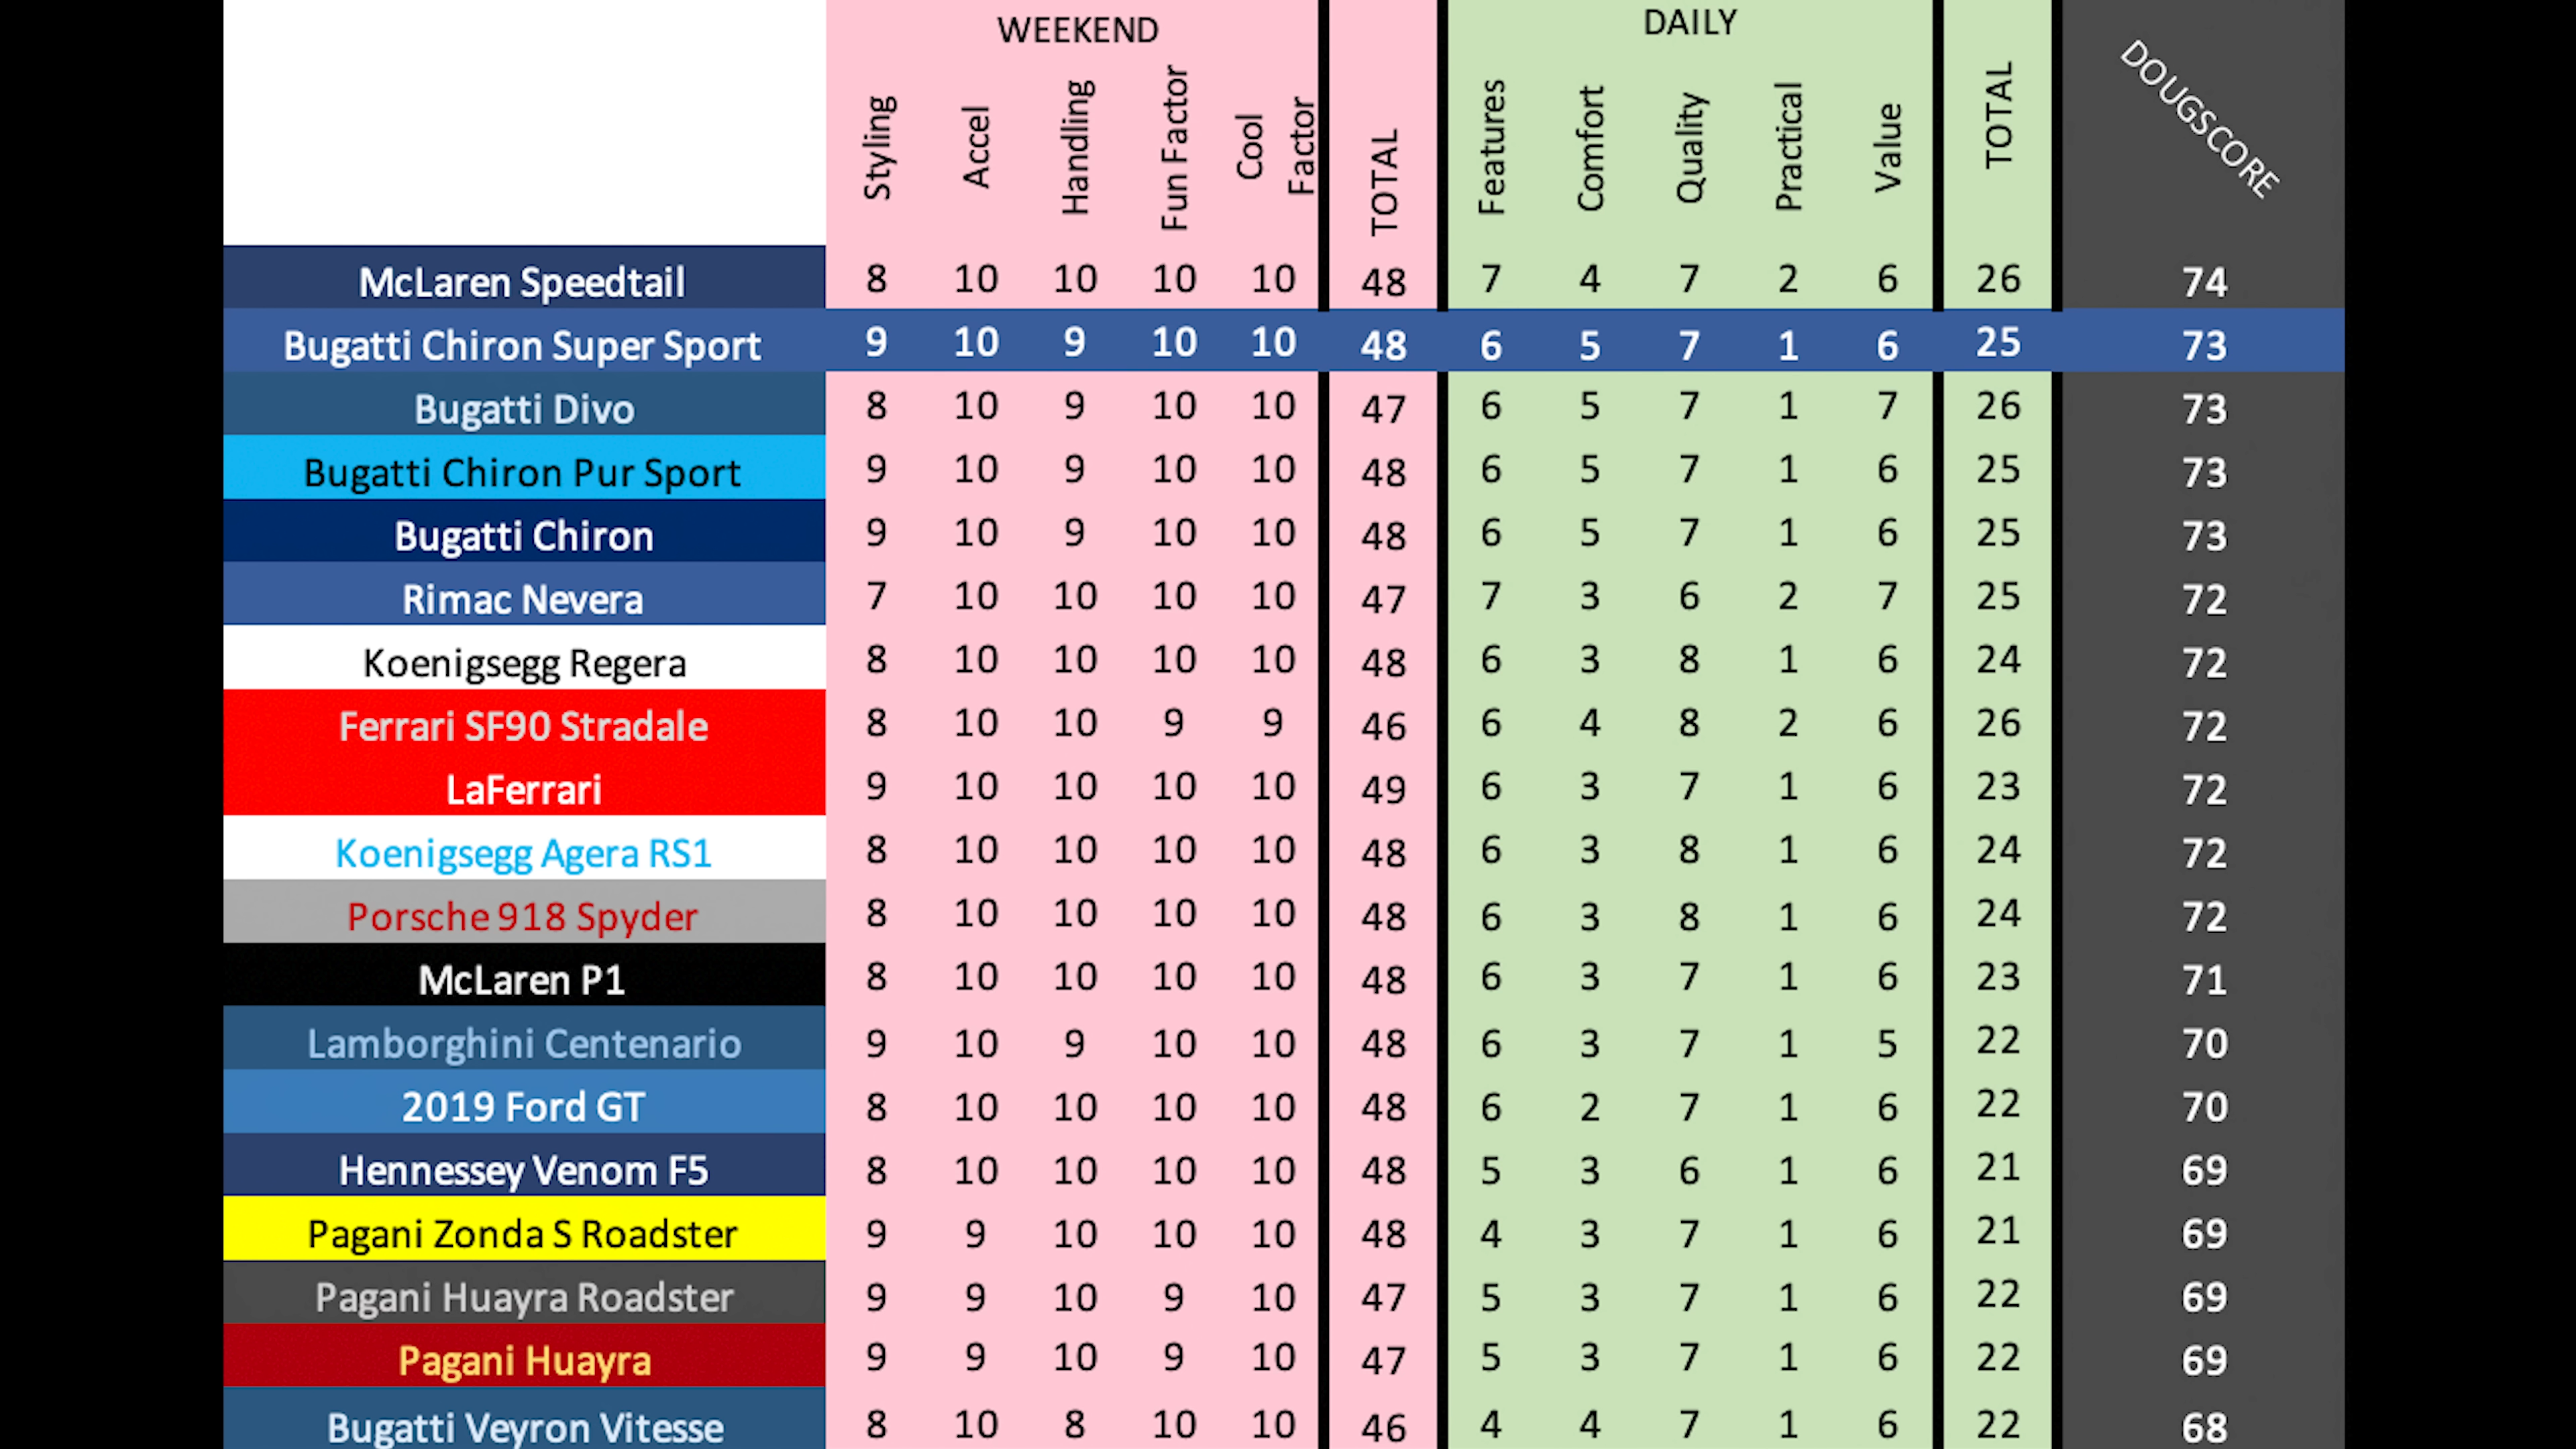 WEEKEND DAILY
Styling Accel Handling Fun Factor Cool Factor TOTAL Features Comfort Quality Practical Value TOTAL DOUGSCORE
McLaren Speedtail 8 10 10 10 10 48 7 4 7 2 6 26 74
Bugatti Chiron Super Sport 9 10 9 10 10 48 6 5 7 1 6 25 73
Bugatti Divo 8 10 9 10 10 47 6 5 7 1 7 26 73
Bugatti Chiron Pur Sport 9 10 9 10 10 48 6 5 7 1 6 25 73
Bugatti Chiron 9 10 9 10 10 48 6 5 7 1 6 25 73
Rimac Nevera 7 10 10 10 10 47 7 3 6 2 7 25 72
Koenigsegg Regera 8 10 10 10 10 48 6 3 8 1 6 24 72
Ferrari SF90 Stradale 8 10 10 9 9 46 6 4 8 2 6 26 72
LaFerrari 9 10 10 10 10 49 6 3 7 1 6 23 72
Koenigsegg Agera RS1 8 10 10 10 10 48 6 3 8 1 6 24 72
Porsche 918 Spyder 8 10 10 10 10 48 6 3 8 1 6 24 72
McLaren P1 8 10 10 10 10 48 6 3 7 1 6 23 71
Lamborghini Centenario 9 10 9 10 10 48 6 3 7 1 5 22 70
2019 Ford GT 8 10 10 10 10 48 6 2 7 1 6 22 70
Hennessey Venom F5 8 10 10 10 10 48 5 3 6 1 6 21 69
Pagani Zonda S Roadster 9 9 10 10 10 48 4 3 7 1 6 21 69
Pagani Huayra Roadster 9 9 10 9 10 47 5 3 7 1 6 22 69
Pagani Huayra 9 9 10 9 10 47 5 3 7 1 6 22 69
Bugatti Veyron Vitesse 8 10 8 10 10 46 4 4 7 1 6 22 68